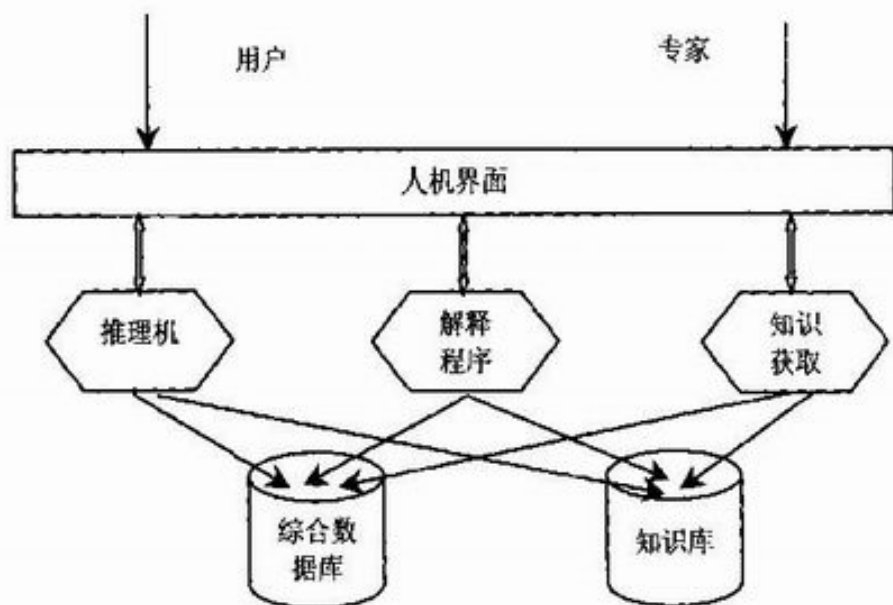 用户
专家
人机界面
推理机
解释
程序
知识
获取
综合数
据库
知识库